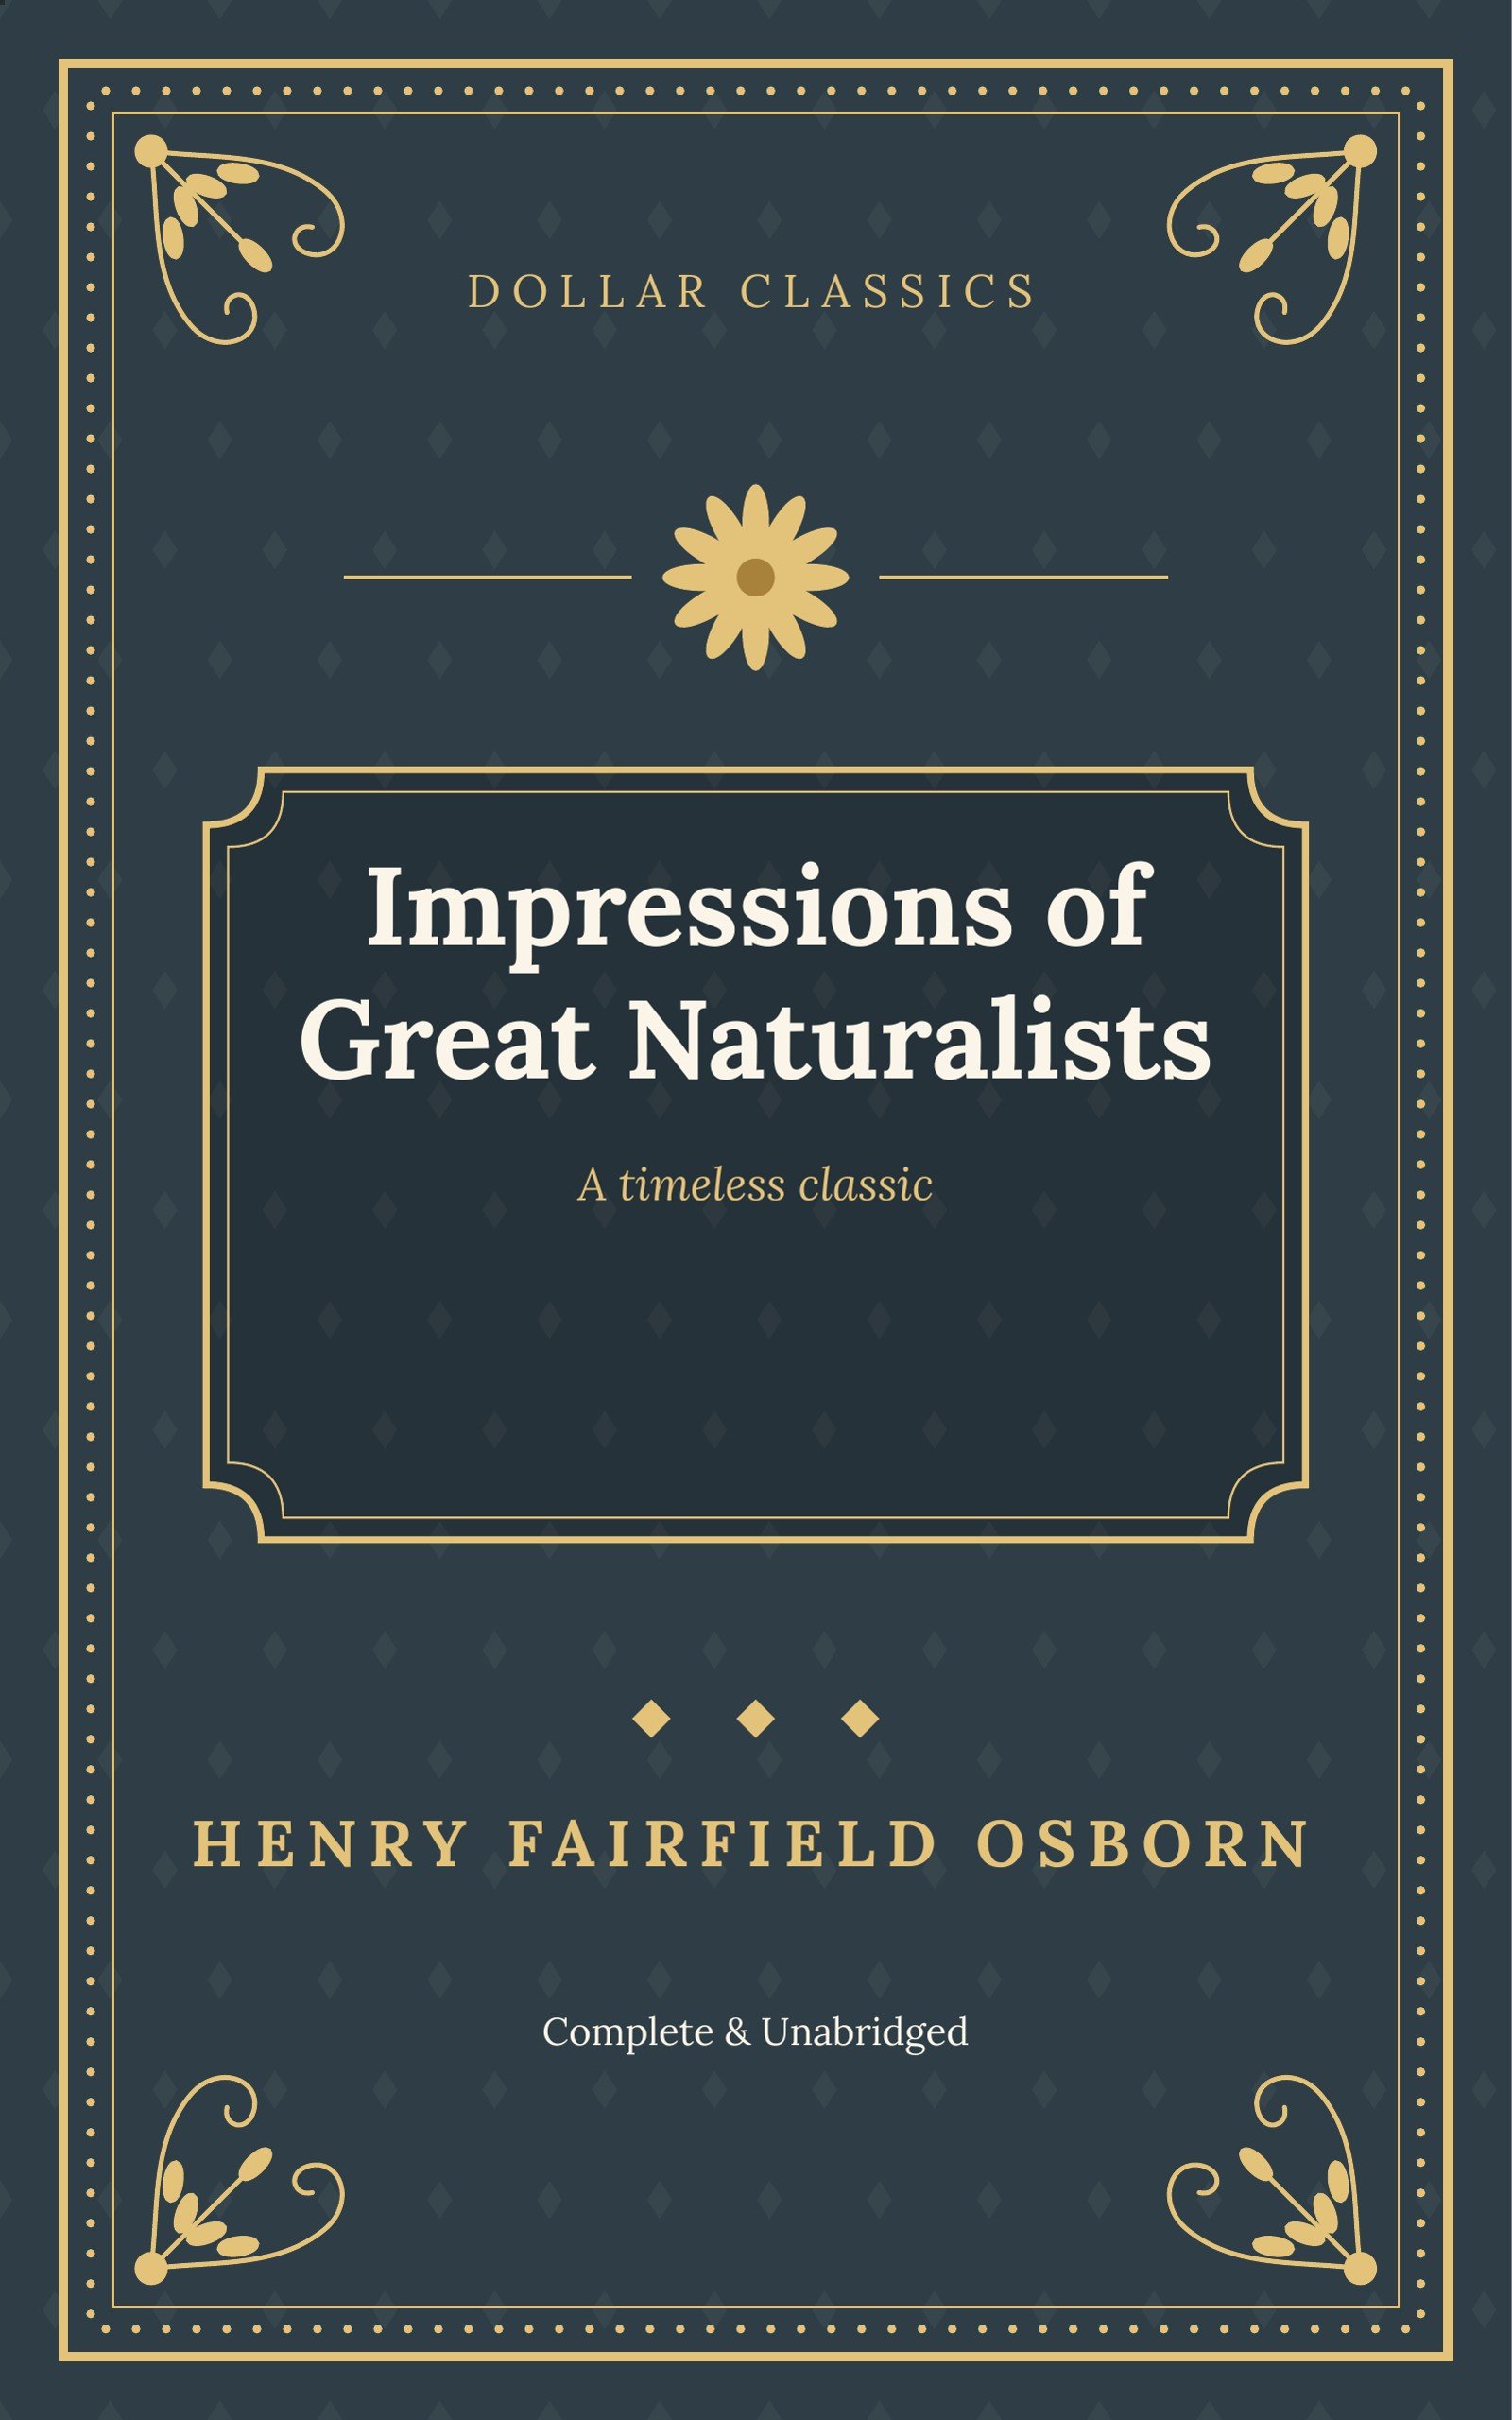 DOLLAR CLASSICS
Impressions of
Great Naturalists
A timeless classic
HENRY FAIRFIELD OSBORN
Complete & Unabridged